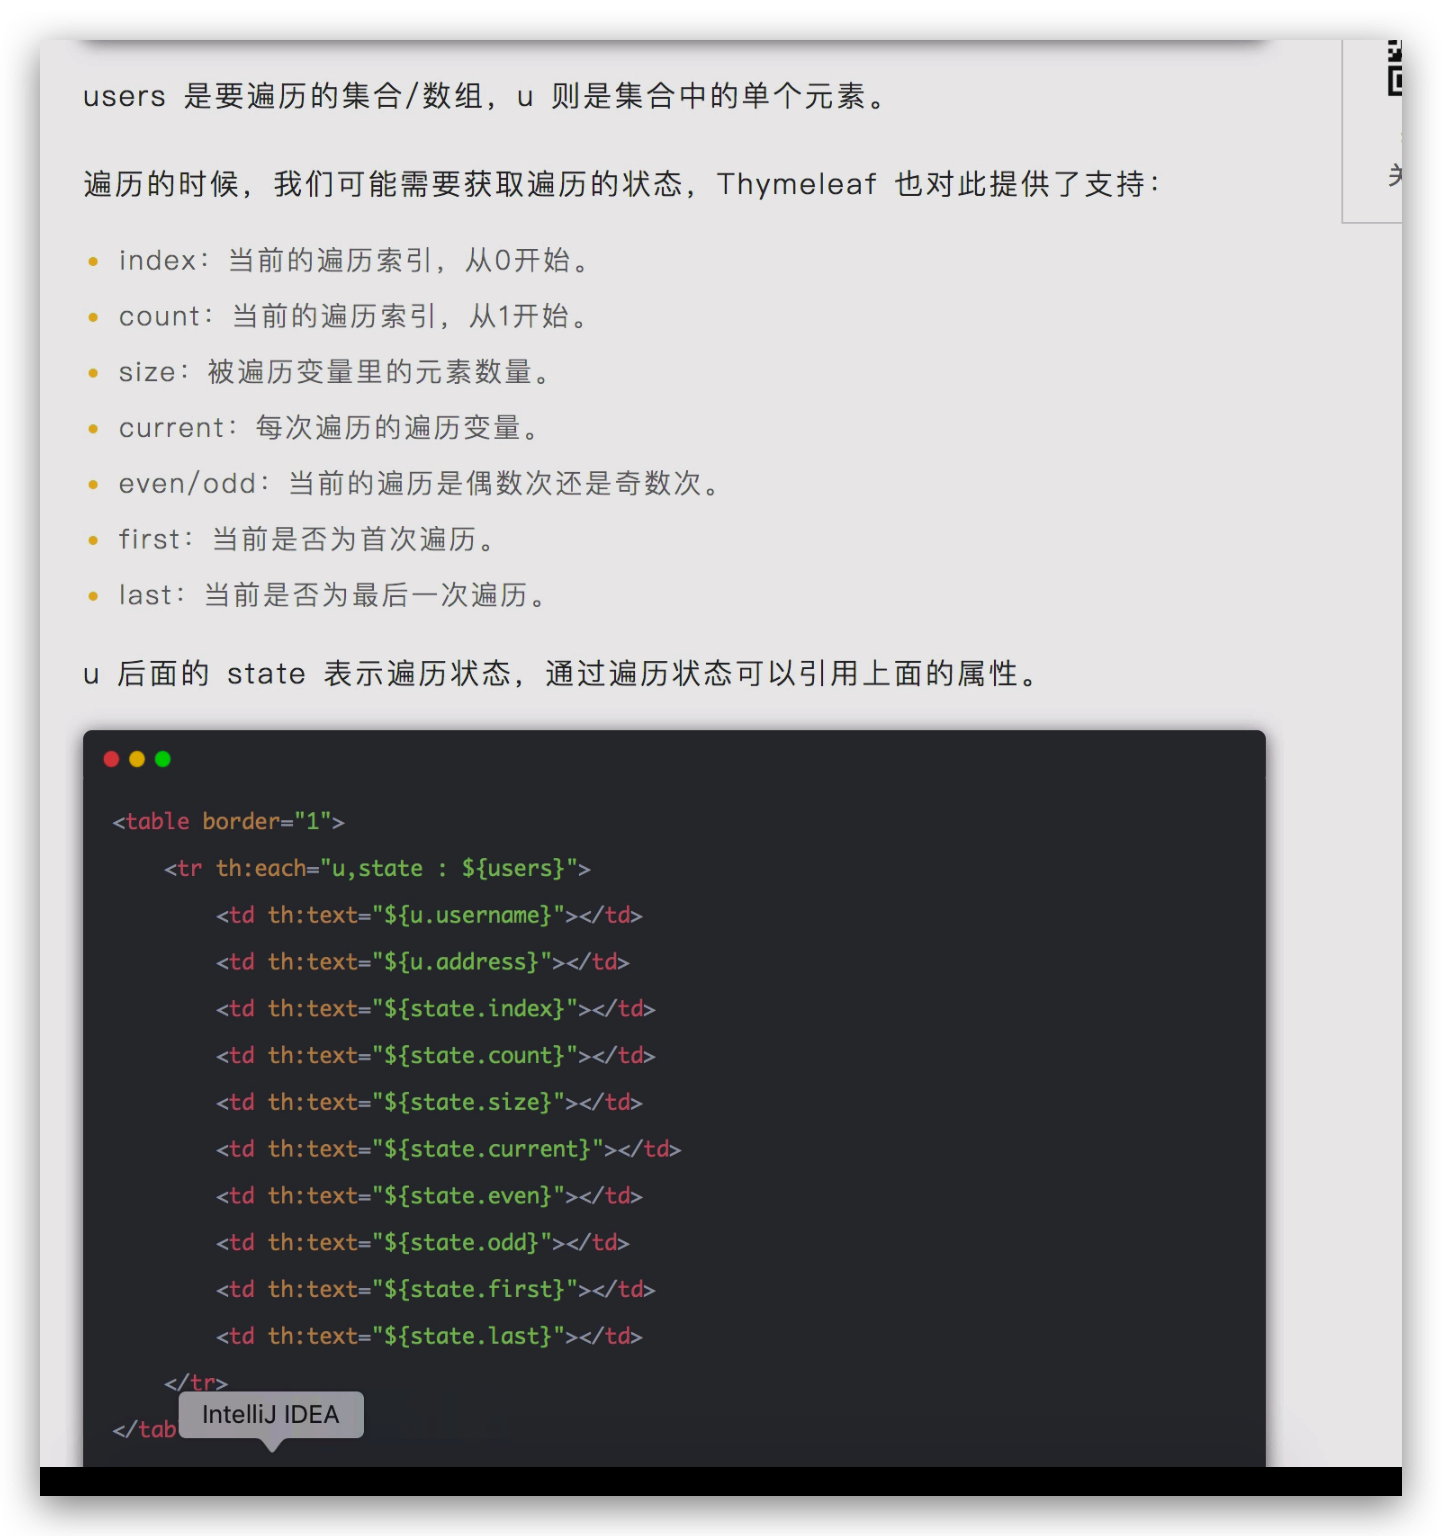 users 是要遍历的集合/数组，u 则是集合中的单个元素。
遍历的时候，我们可能需要获取遍历的状态，Thymeleaf 也对此提供了支持：
index：当前的遍历索引，从0开始。
count：当前的遍历索引，从1开始。
size：被遍历变量里的元素数量。
current：每次遍历的遍历变量。
even/odd：当前的遍历是偶数次还是奇数次。
first：当前是否为首次遍历。
last：当前是否为最后一次遍历。
u 后面的 state 表示遍历状态，通过遍历状态可以引用上面的属性。
<table border="1">
    <tr th:each="u,state : ${users}">
        <td th:text="${u.username}"></td>
        <td th:text="${u.address}"></td>
        <td th:text="${state.index}"></td>
        <td th:text="${state.count}"></td>
        <td th:text="${state.size}"></td>
        <td th:text="${state.current}"></td>
        <td th:text="${state.even}"></td>
        <td th:text="${state.odd}"></td>
        <td th:text="${state.first}"></td>
        <td th:text="${state.last}"></td>
    </tr>
</tab
IntelliJ IDEA